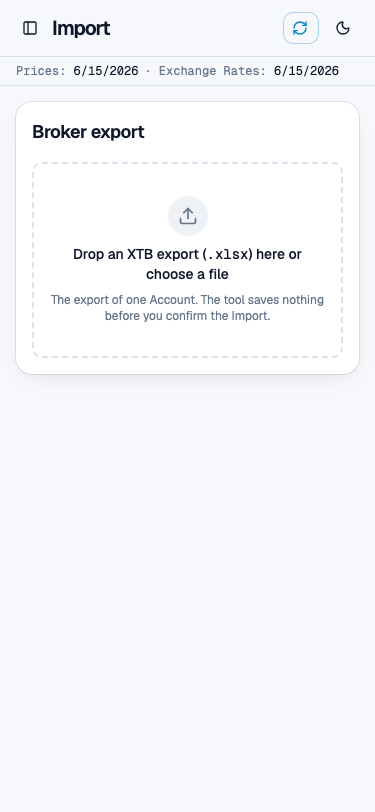 Import
Prices: 6/15/2026 · Exchange Rates: 6/15/2026
Broker export
Drop an XTB export (.xlsx) here or
choose a file
The export of one Account. The tool saves nothing
before you confirm the Import.